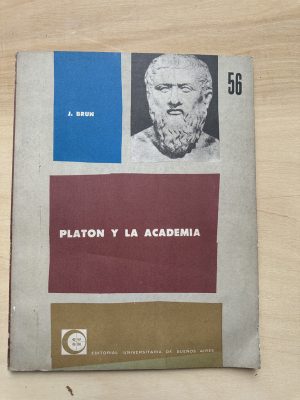 56
J. BRUN
PLATON Y LA ACADEMIA
EDITORIAL UNIVERSITARIA DE BUENOS AIRES